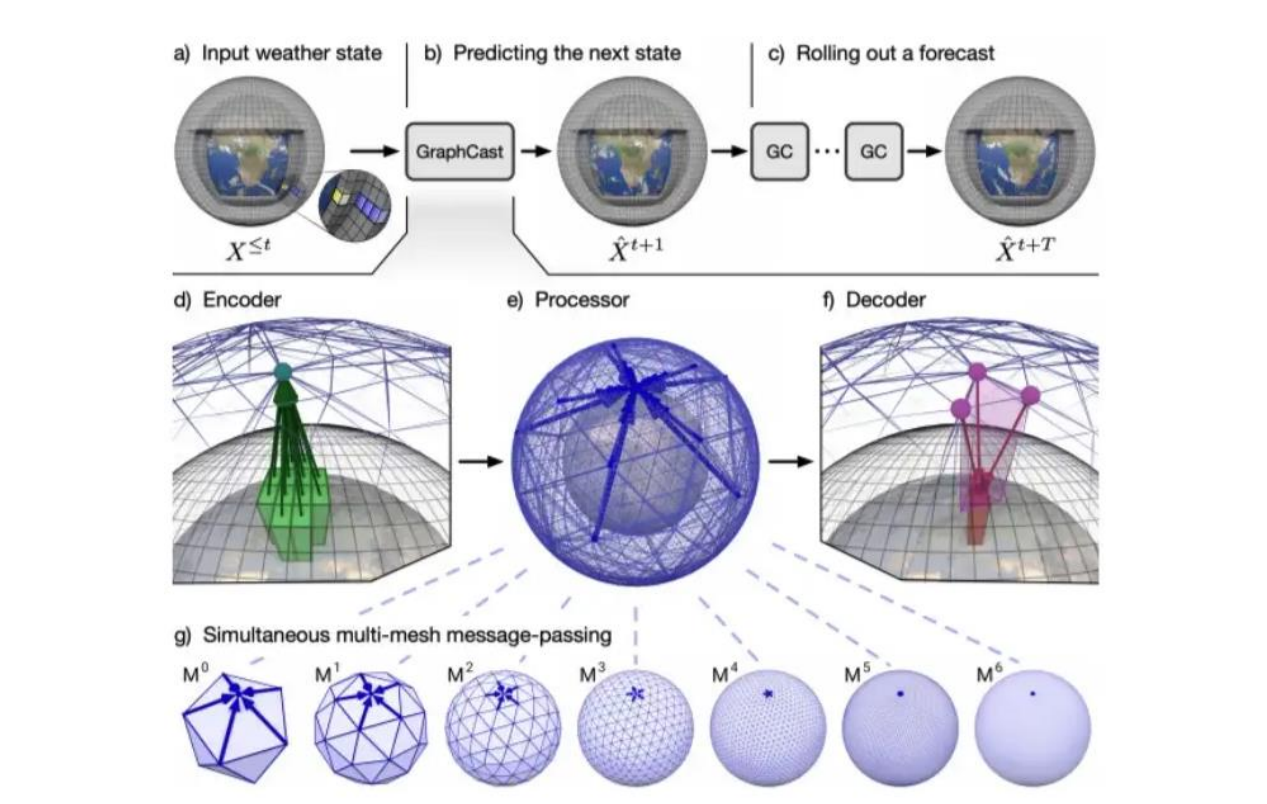 a) Input weather state
b) Predicting the next state
c) Rolling out a forecast
GraphCast
GC
...
GC
X≤t
X̂t+1
X̂t+T
d) Encoder
e) Processor
f) Decoder
g) Simultaneous multi-mesh message-passing
M0
M1
M2
M3
M4
M5
M6